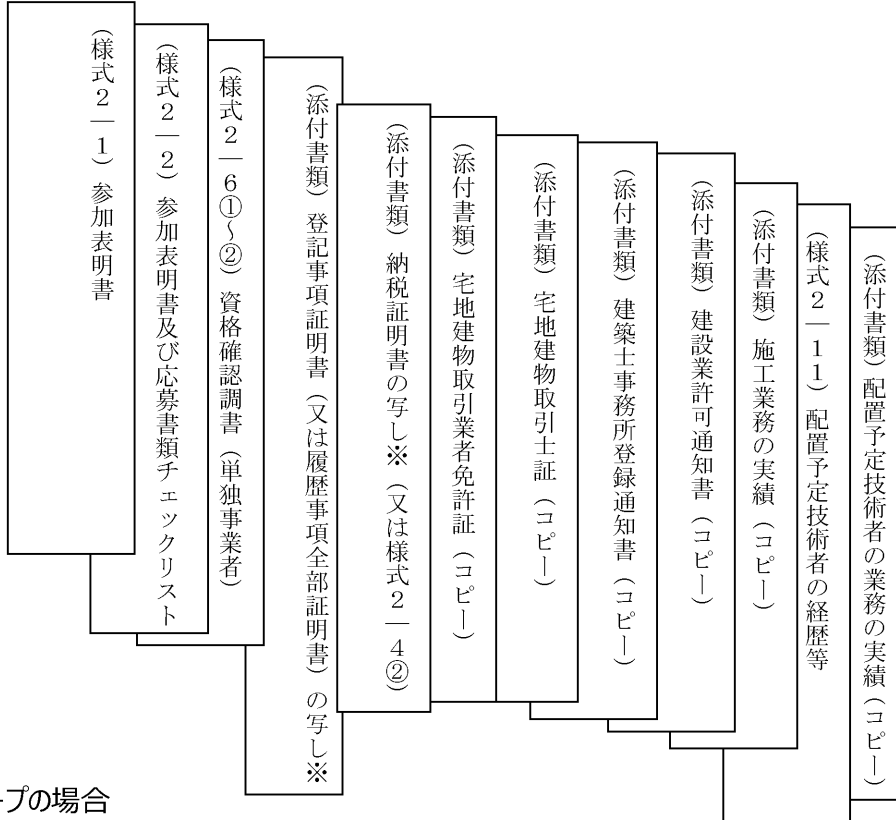 （様式２―１）参加表明書
（様式２―２）参加表明書及び応募書類チェックリスト
（様式２―６①～②）資格確認調書（単独事業者）
（添付書類）登記事項証明書（又は履歴事項全部証明書）の写し※
（添付書類）納税証明書の写し※（又は様式２―４②）
（添付書類）宅地建物取引業者免許証（コピー）
（添付書類）宅地建物取引士証（コピー）
（添付書類）建築士事務所登録通知書（コピー）
（添付書類）建設業許可通知書（コピー）
（添付書類）施工業務の実績（コピー）
（様式２―１１）配置予定技術者の経歴等
（添付書類）配置予定技術者の業務の実績（コピー）
プの場合